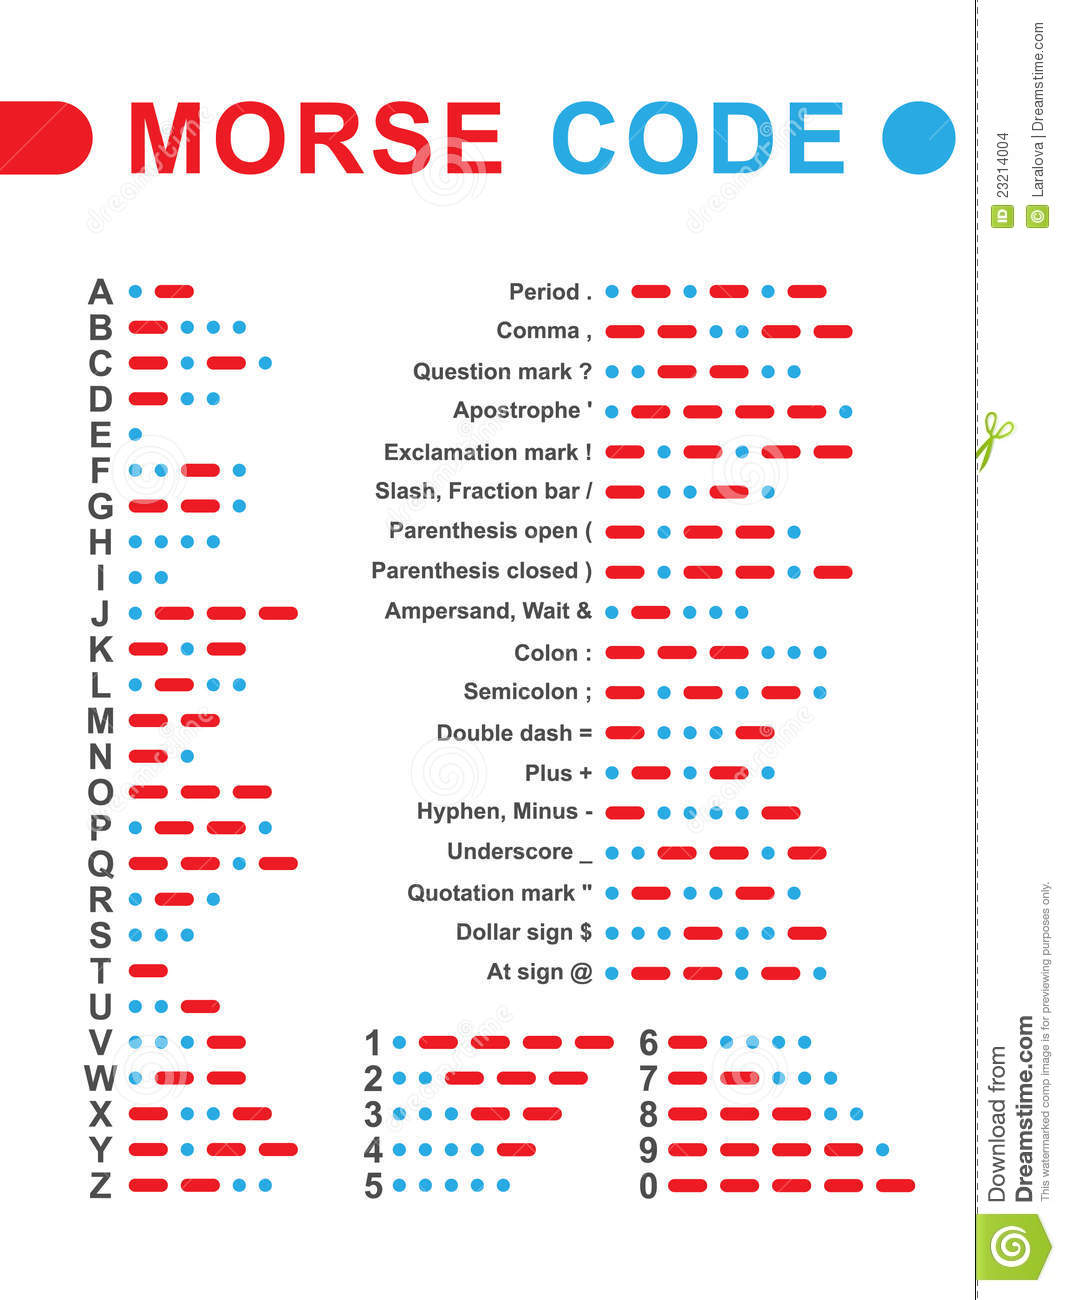 MORSE CODE
A
B
C
D
E
F
G
H
I
J
K
L
M
N
O
P
Q
R
S
T
U
V
W
X
Y
Z
Period .
Comma ,
Question mark ?
Apostrophe '
Exclamation mark !
Slash, Fraction bar /
Parenthesis open (
Parenthesis closed )
Ampersand, Wait &
Colon :
Semicolon ;
Double dash =
Plus +
Hyphen, Minus -
Underscore _
Quotation mark "
Dollar sign $
At sign @
1
2
3
4
5
6
7
8
9
0
ID 23214004
© Laralova | Dreamstime.com
Download from
Dreamstime.com
This watermarked comp image is for previewing purposes only.